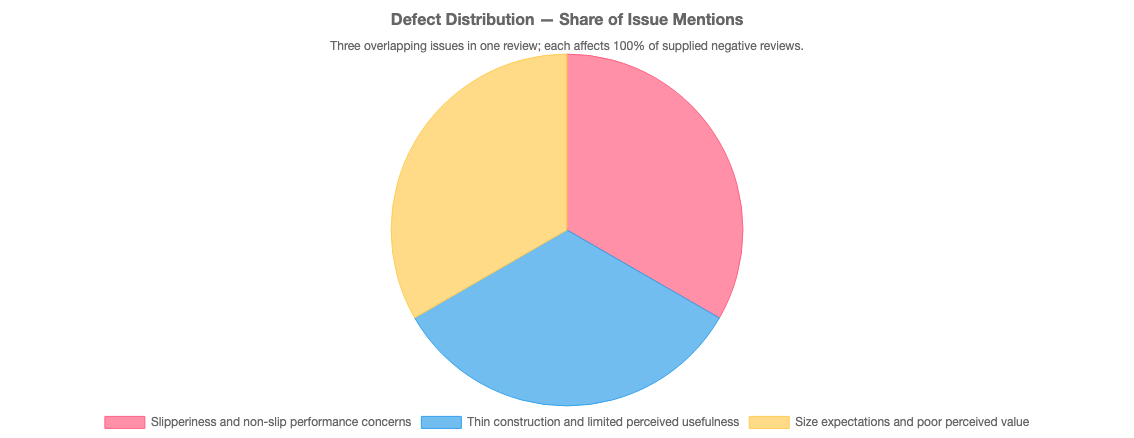 Defect Distribution — Share of Issue Mentions
Three overlapping issues in one review; each affects 100% of supplied negative reviews.
Slipperiness and non-slip performance concerns Thin construction and limited perceived usefulness Size expectations and poor perceived value